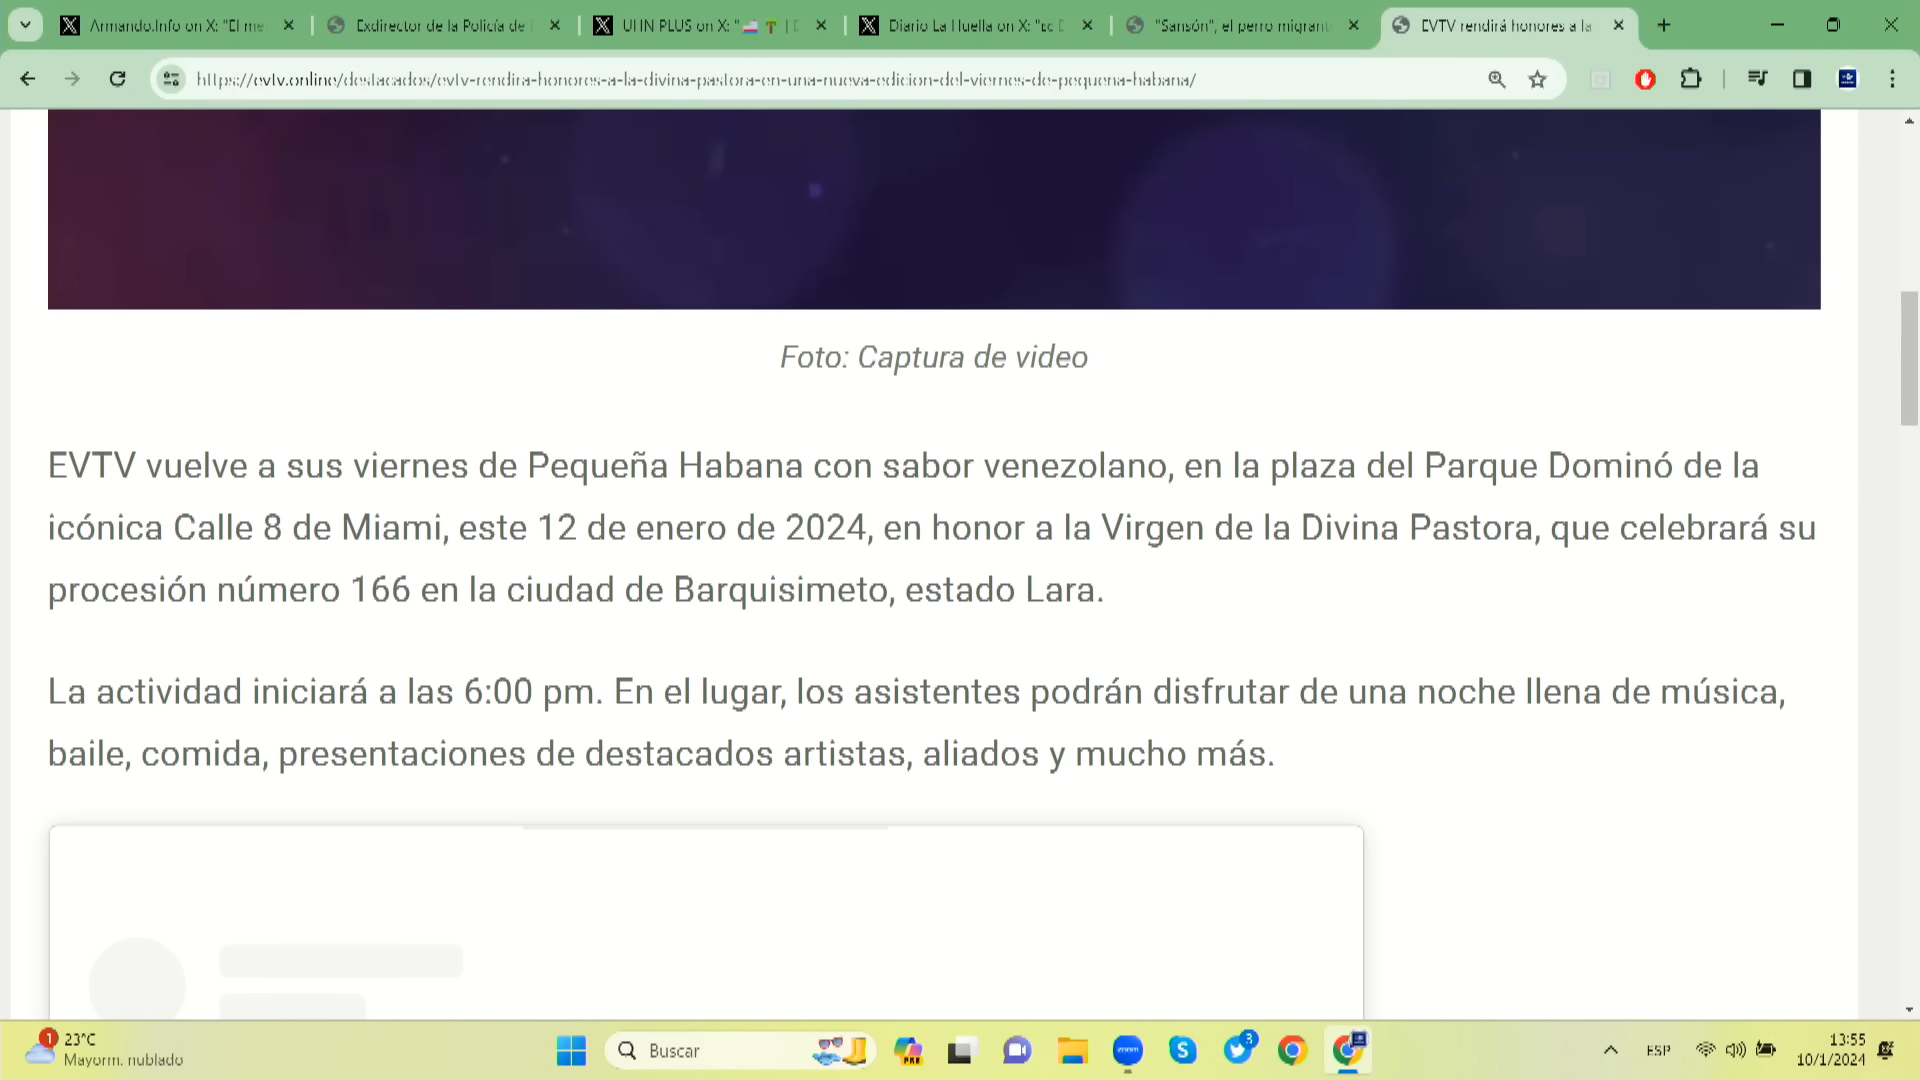 Armando.Info on X: "El me
Exdirector de la Policía de
on X: "
Diario La Huella on X: "
"Sansón", el perro migrant
EVTV rendirá honores a la
https://evtv.online/destacados/evtv-rendira-honores-a-la-divina-pastora-en-una-nueva-edicion-del-viernes-de-pequena-habana/
Foto: Captura de video
EVTV vuelve a sus viernes de Pequeña Habana con sabor venezolano, en la plaza del Parque Dominó de la
icónica Calle 8 de Miami, este 12 de enero de 2024, en honor a la Virgen de la Divina Pastora, que celebrará su
procesión número 166 en la ciudad de Barquisimeto, estado Lara.
La actividad iniciará a las 6:00 pm. En el lugar, los asistentes podrán disfrutar de una noche llena de música,
baile, comida, presentaciones de destacados artistas, aliados y mucho más.
1
23°C
Mayorm. nublado
Buscar
PRE
zoom
S
3
ESP
13:55
10/1/2024